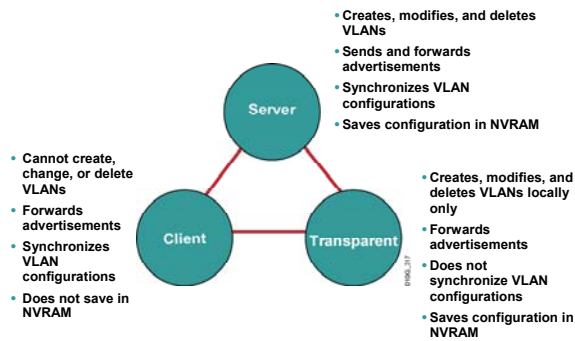 • Creates, modifies, and deletes
VLANs
• Sends and forwards
advertisements
• Synchronizes VLAN
configurations
• Saves configuration in NVRAM
Server
• Cannot create,
change, or delete
VLANs
• Forwards
advertisements
• Synchronizes
VLAN
configurations
• Does not save in
NVRAM
Client
Transparent
• Creates, modifies, and
deletes VLANs locally
only
• Forwards
advertisements
• Does not
synchronize VLAN
configurations
• Saves configuration in
NVRAM